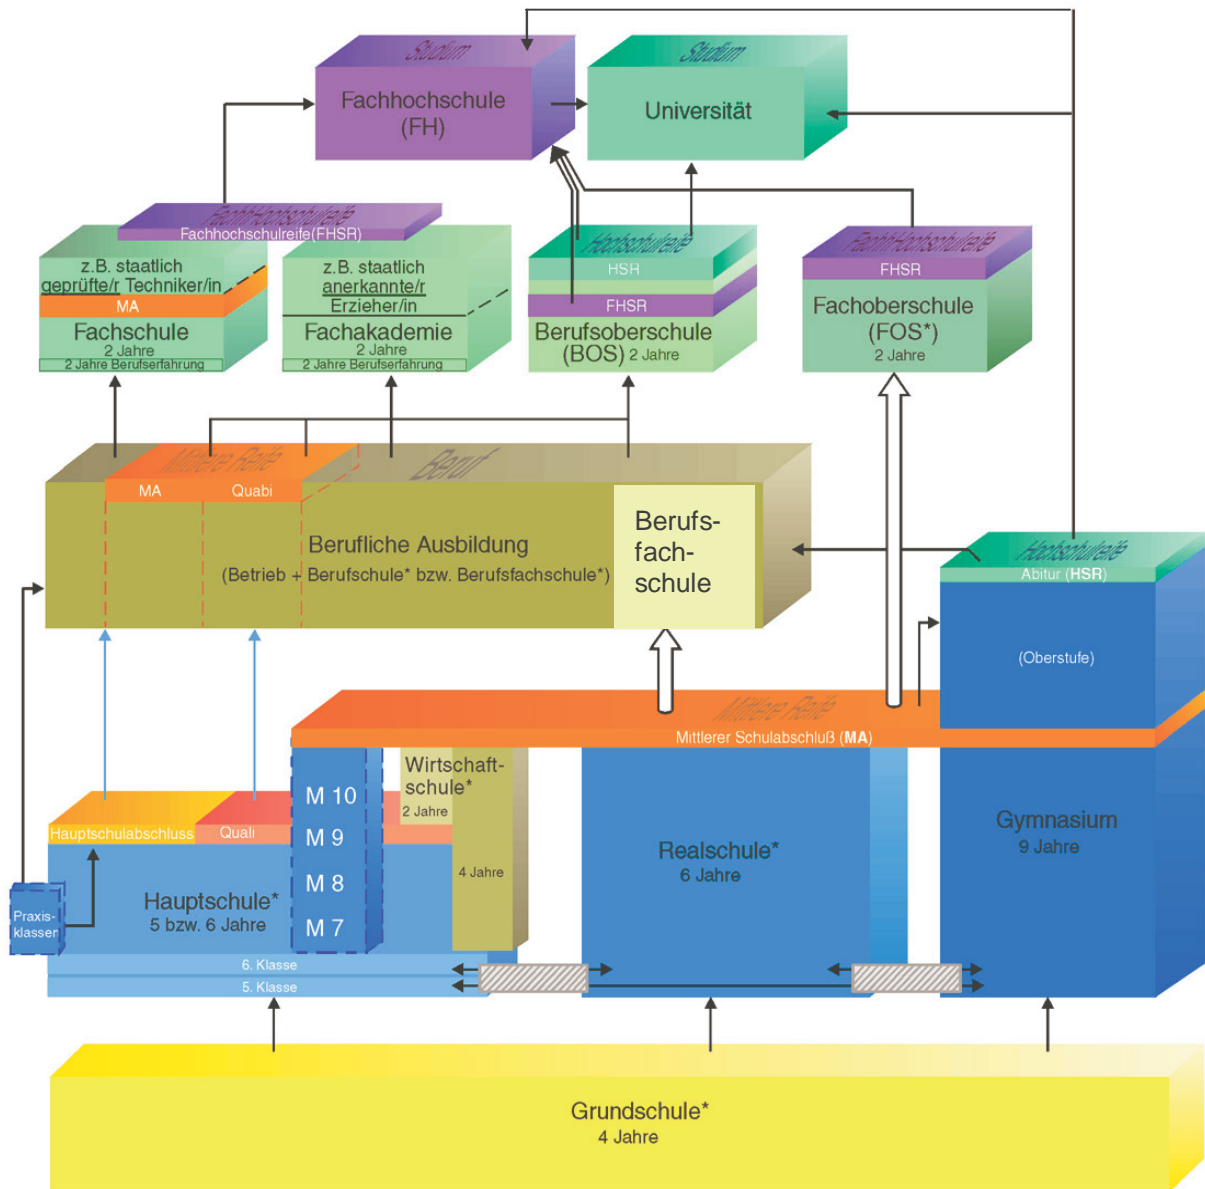 Studium
Fachhochschule
(FH)
Studium
Universität
Fachhochschulreife(FHSR)
z.B. staatlich
geprüfte/r Techniker/in
MA
Fachschule
2 Jahre
2 Jahre Berufserfahrung
z.B. staatlich
anerkannte/r
Erzieher/in
Fachakademie
2 Jahre
2 Jahre Berufserfahrung
Hochschulreife
HSR
FHSR
Berufsoberschule
(BOS) 2 Jahre
FHSR
Fachoberschule
(FOS*)
2 Jahre
Mittlere Reife
Beruf
MA
Quabi
Berufliche Ausbildung
(Betrieb + Berufschule* bzw. Berufsfachschule*)
Berufs-
fach-
schule
Hochschulreife
Abitur (HSR)
(Oberstufe)
Mittlere Reife
Mittlerer Schulabschluß (MA)
Wirtschaft-
schule*
2 Jahre
4 Jahre
M 10
M 9
M 8
M 7
Hauptschulabschluss
Quali
Hauptschule*
5 bzw. 6 Jahre
Praxis-
klassen
6. Klasse
5. Klasse
Realschule*
6 Jahre
Gymnasium
9 Jahre
Grundschule*
4 Jahre